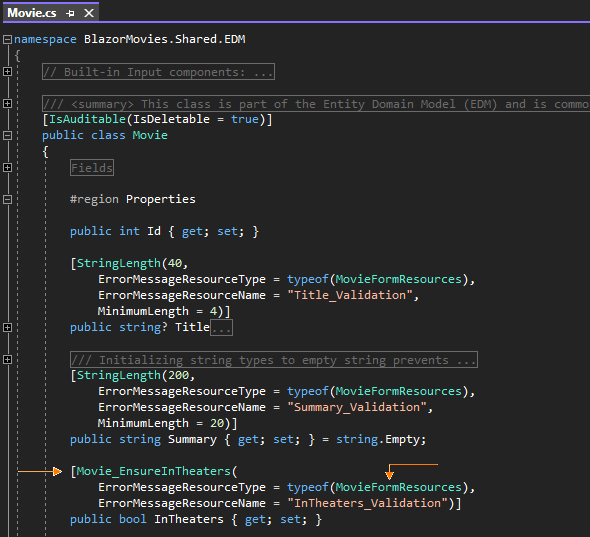 Movie.cs
namespace BlazorMovies.Shared.EDM
{
// Built-in Input components: ...
/// <summary> This class is part of the Entity Domain Model (EDM) and is commo
[IsAuditable(IsDeletable = true)]
public class Movie
{
Fields
#region Properties
public int Id { get; set; }
[StringLength(40,
ErrorMessageResourceType = typeof(MovieFormResources),
ErrorMessageResourceName = "Title_Validation",
MinimumLength = 4)]
public string? Title...
/// Initializing string types to empty string prevents ...
[StringLength(200,
ErrorMessageResourceType = typeof(MovieFormResources),
ErrorMessageResourceName = "Summary_Validation",
MinimumLength = 20)]
public string Summary { get; set; } = string.Empty;
[Movie_EnsureInTheaters(
ErrorMessageResourceType = typeof(MovieFormResources),
ErrorMessageResourceName = "InTheaters_Validation")]
public bool InTheaters { get; set; }